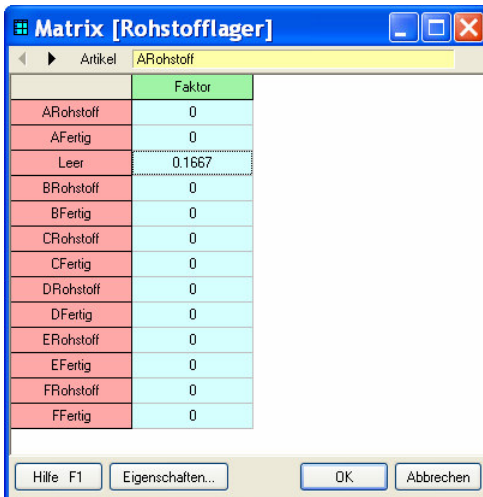 Matrix [Rohstofflager]
Artikel ARohstoff
Faktor
ARohstoff 0
AFertig 0
Leer 0.1667
BRohstoff 0
BFertig 0
CRohstoff 0
CFertig 0
DRohstoff 0
DFertig 0
ERohstoff 0
EFertig 0
FRohstoff 0
FFertig 0
Hilfe F1 Eigenschaften... OK Abbrechen